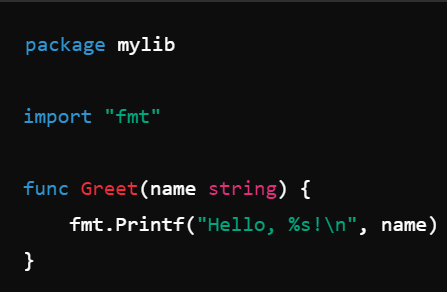 package mylib
import "fmt"
func Greet(name string) {
    fmt.Printf("Hello, %s!\n", name)
}